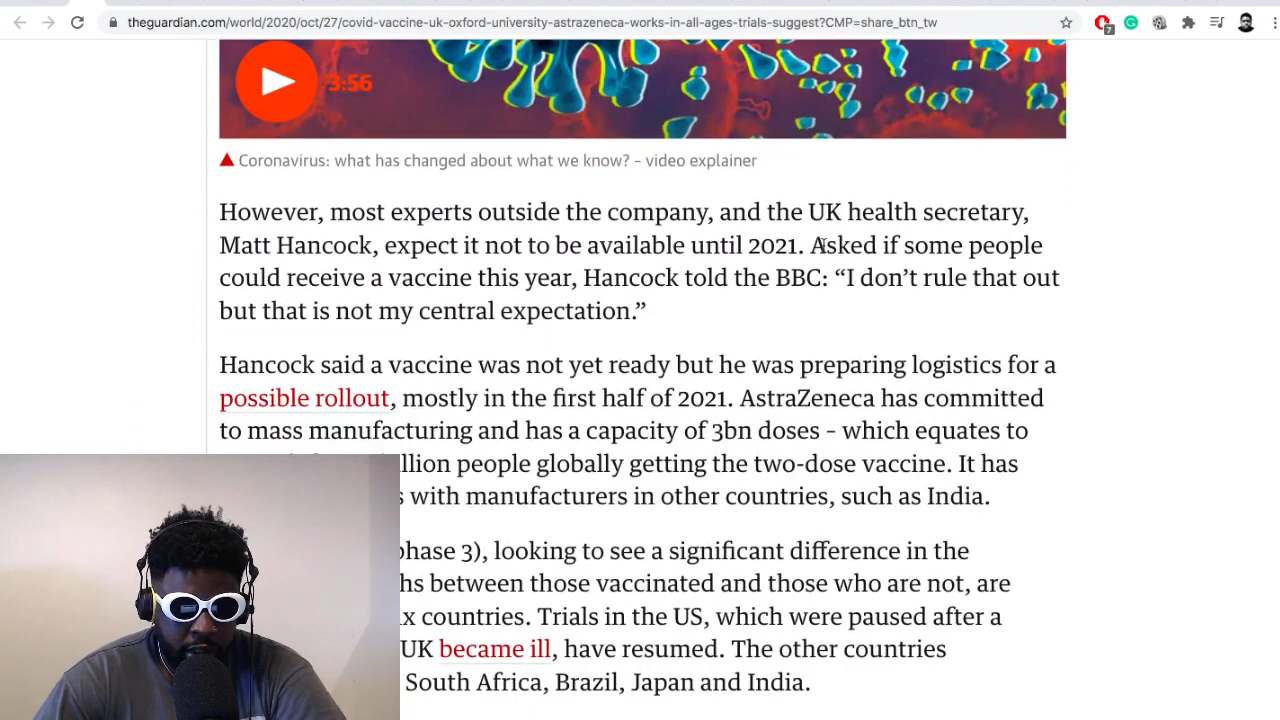 theguardian.com/world/2020/oct/27/covid-vaccine-uk-oxford-university-astrazeneca-works-in-all-ages-trials-suggest?CMP=share_btn_tw
7
3:56
Coronavirus: what has changed about what we know? – video explainer
However, most experts outside the company, and the UK health secretary,
Matt Hancock, expect it not to be available until 2021. Asked if some people
could receive a vaccine this year, Hancock told the BBC: “I don’t rule that out
but that is not my central expectation.”
Hancock said a vaccine was not yet ready but he was preparing logistics for a
possible rollout, mostly in the first half of 2021. AstraZeneca has committed
to mass manufacturing and has a capacity of 3bn doses – which equates to
people globally getting the two-dose vaccine. It has
with manufacturers in other countries, such as India.
phase 3), looking to see a significant difference in the
between those vaccinated and those who are not, are
countries. Trials in the US, which were paused after a
UK became ill, have resumed. The other countries
South Africa, Brazil, Japan and India.